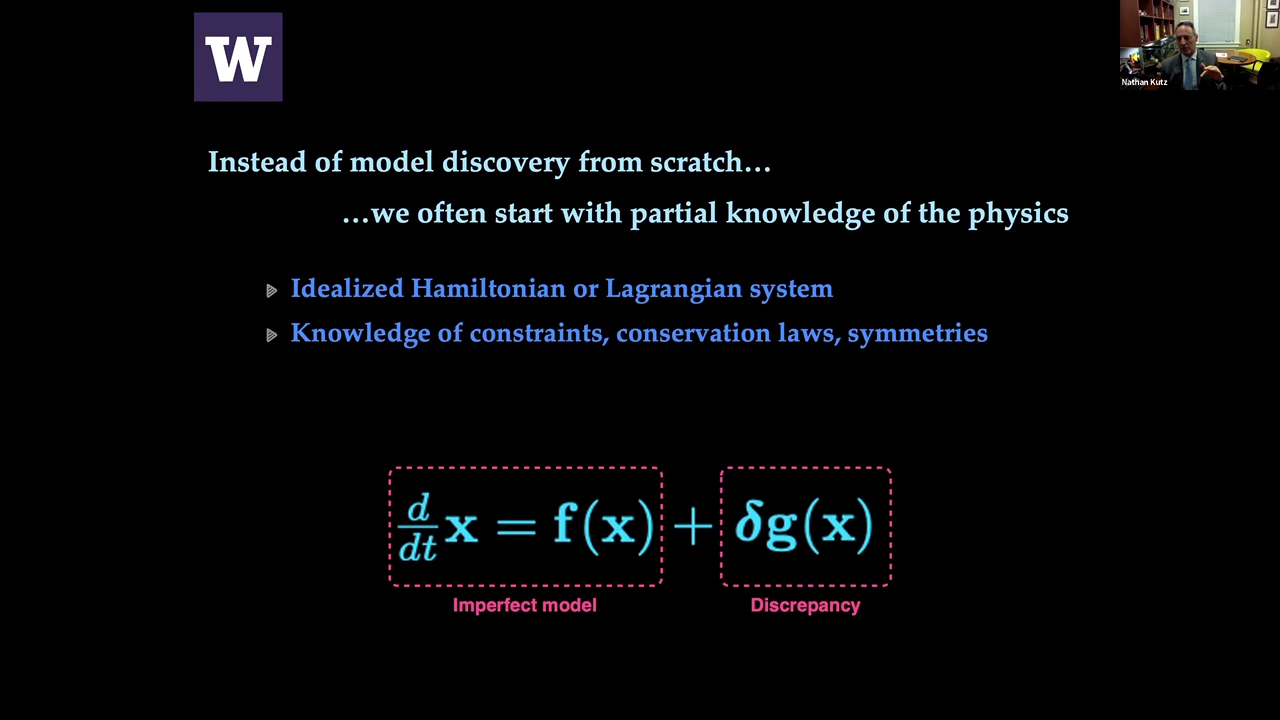 W
Nathan Kutz
Instead of model discovery from scratch…
…we often start with partial knowledge of the physics
Idealized Hamiltonian or Lagrangian system
Knowledge of constraints, conservation laws, symmetries
d/dt x = f(x) + δg(x)
Imperfect model
Discrepancy